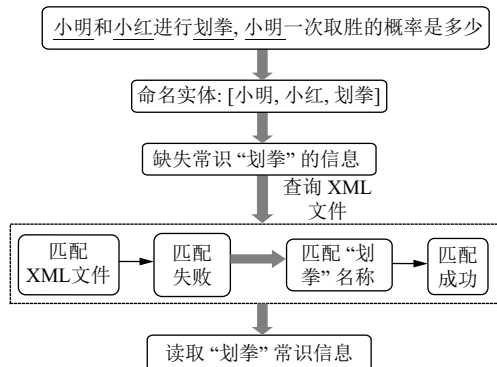 小明和小红进行划拳, 小明一次取胜的概率是多少
命名实体: [小明, 小红, 划拳]
缺失常识 “划拳” 的信息
查询 XML
文件
匹配
XML文件
匹配
失败
匹配 “划
拳” 名称
匹配
成功
读取 “划拳” 常识信息